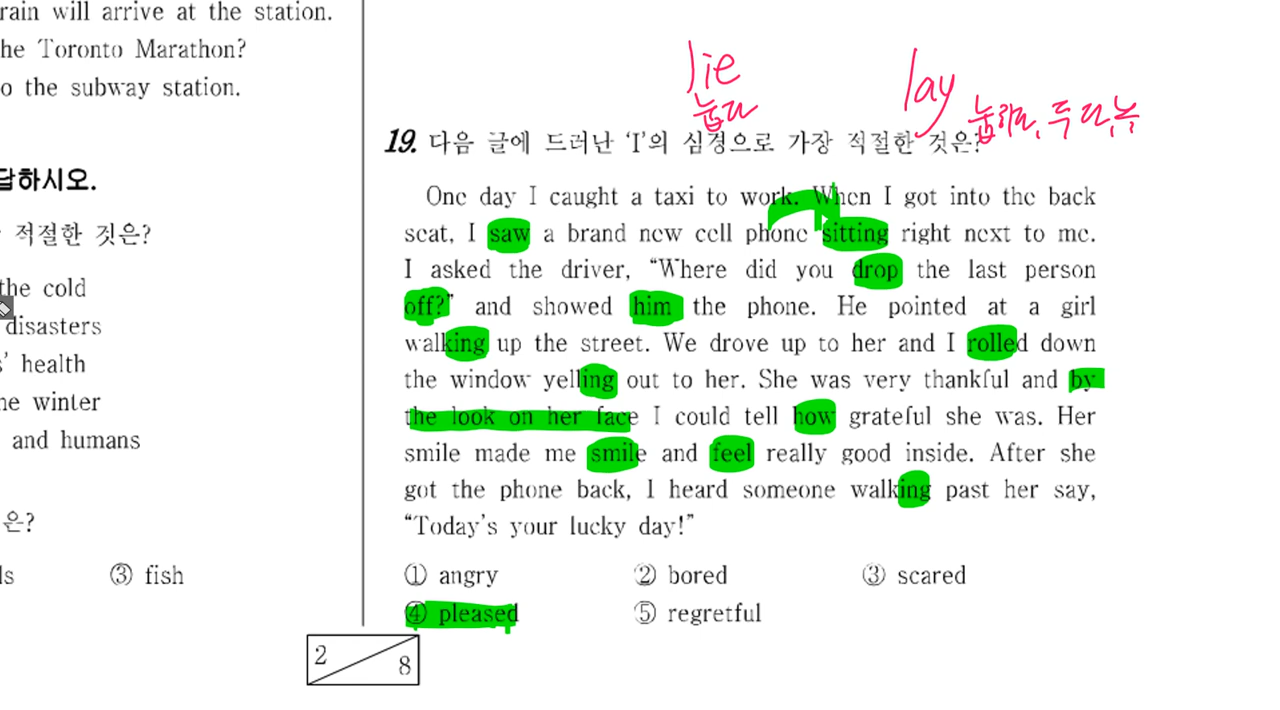 rain will arrive at the station.
he Toronto Marathon?
o the subway station.
답하시오.
적절한 것은?
the cold
disasters
s' health
he winter
and humans
은?
ls ③ fish
lie
눕다
lay
눕히다, 두다, 놓
19. 다음 글에 드러난 'I'의 심경으로 가장 적절한 것은?
One day I caught a taxi to work. When I got into the back
seat, I saw a brand new cell phone sitting right next to me.
I asked the driver, “Where did you drop the last person
off?” and showed him the phone. He pointed at a girl
walking up the street. We drove up to her and I rolled down
the window yelling out to her. She was very thankful and by
the look on her face I could tell how grateful she was. Her
smile made me smile and feel really good inside. After she
got the phone back, I heard someone walking past her say,
“Today's your lucky day!”
① angry ② bored ③ scared
④ pleased ⑤ regretful
2 8